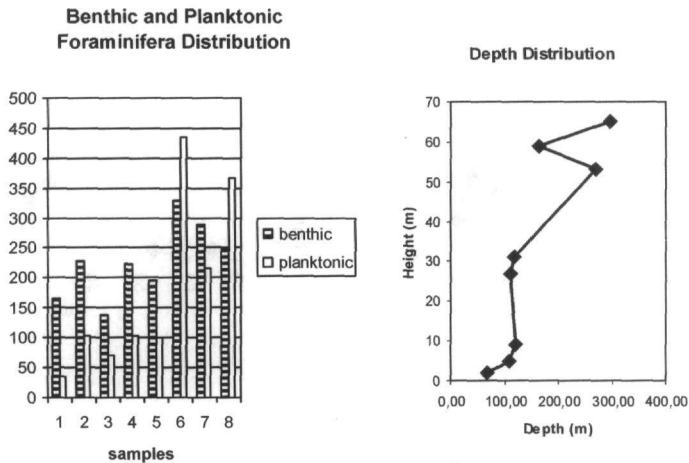 Benthic and Planktonic
Foraminifera Distribution
500
450
400
350
300
250
200
150
100
50
0
1 2 3 4 5 6 7 8
samples
benthic
planktonic
Depth Distribution
70
60
50
40
30
20
10
0
Height (m)
0,00 100,00 200,00 300,00 400,00
Depth (m)